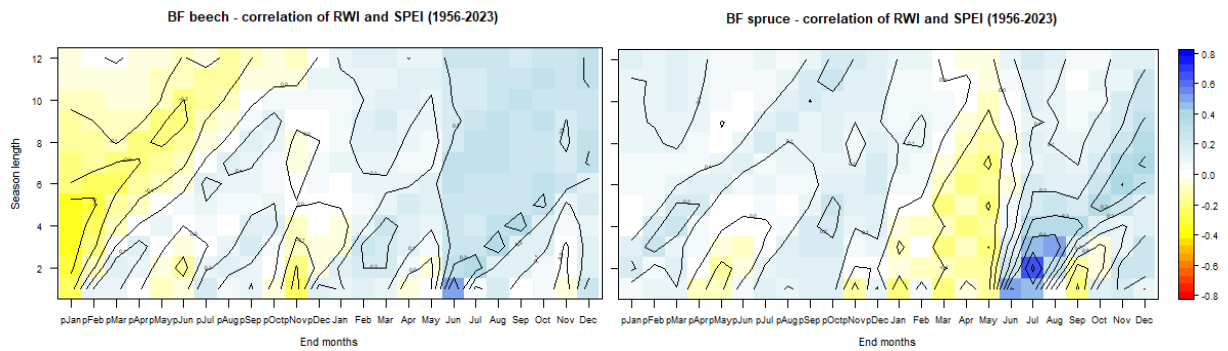 BF beech - correlation of RWI and SPEI (1956-2023)
BF spruce - correlation of RWI and SPEI (1956-2023)
Season length
12
10
8
6
4
2
pJan pFeb pMar pApr pMay pJun pJul pAug pSep pOct pNov pDec Jan Feb Mar Apr May Jun Jul Aug Sep Oct Nov Dec
End months
pJan pFeb pMar pApr pMay pJun pJul pAug pSep pOct pNov pDec Jan Feb Mar Apr May Jun Jul Aug Sep Oct Nov Dec
End months
0.8
0.6
0.4
0.2
0.0
-0.2
-0.4
-0.6
-0.8